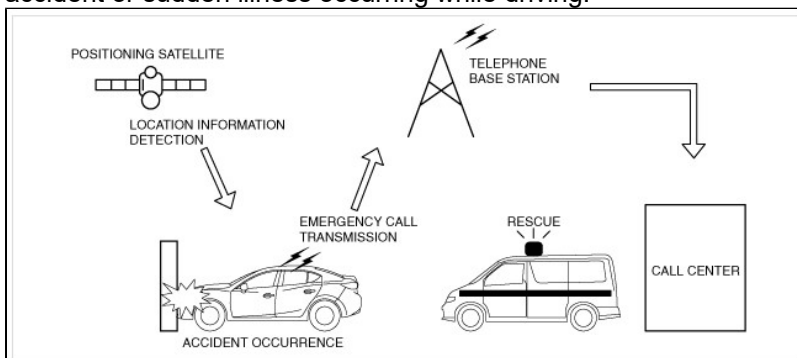 accident or sudden illness occurring while driving.
POSITIONING SATELLITE
LOCATION INFORMATION
DETECTION
TELEPHONE
BASE STATION
EMERGENCY CALL
TRANSMISSION
RESCUE
CALL CENTER
ACCIDENT OCCURRENCE